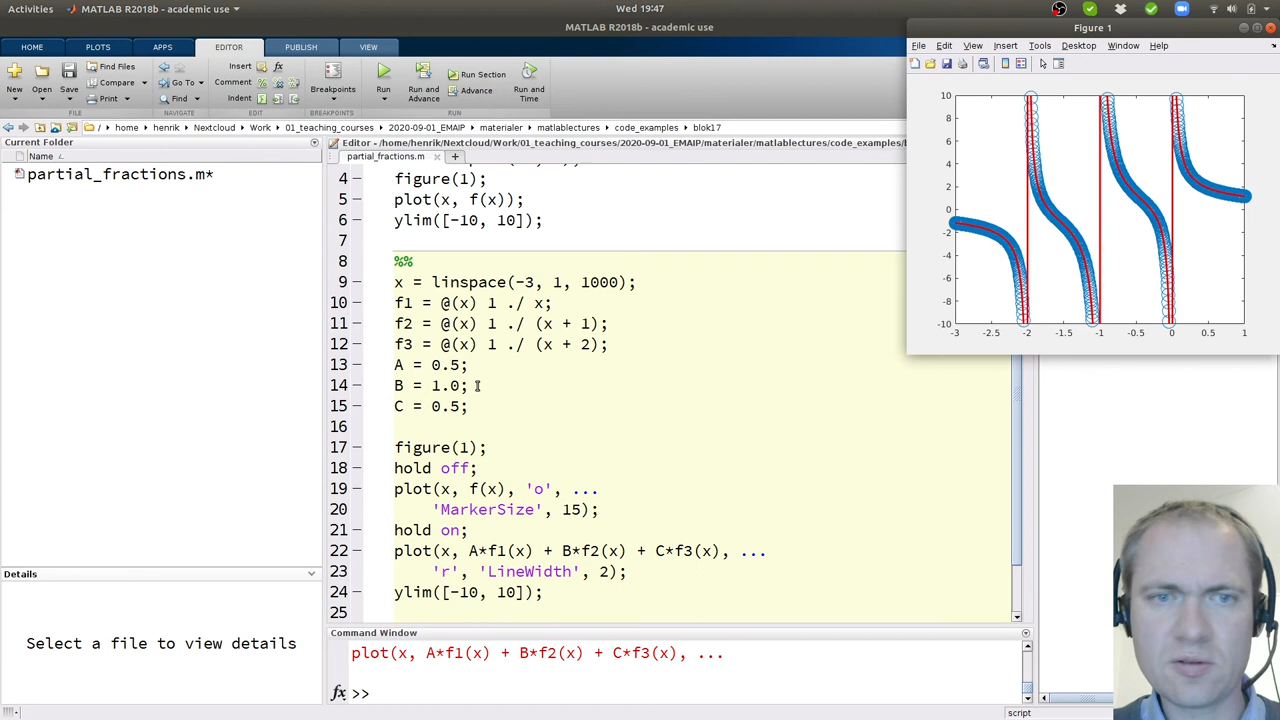 Activities MATLAB R2018b - academic use Wed 19:47
MATLAB R2018b - academic use
HOME PLOTS APPS EDITOR PUBLISH VIEW
New Open Save Find Files Compare Print Go To Find Insert Comment Indent Breakpoints Run Run and Advance Run Section Advance Run and Time
FILE NAVIGATE EDIT BREAKPOINTS RUN
/ home henrik Nextcloud Work 01_teaching_courses 2020-09-01_EMAIP materialer matlablectures code_examples blok17
Current Folder
Name
partial_fractions.m*
Details
Select a file to view details
Editor - /home/henrik/Nextcloud/Work/01_teaching_courses/2020-09-01_EMAIP/materialer/matlablectures/code_examples/b
partial_fractions.m
4 figure(1);
5 plot(x, f(x));
6 ylim([-10, 10]);
7
8 %%
9 x = linspace(-3, 1, 1000);
10 f1 = @(x) 1 ./ x;
11 f2 = @(x) 1 ./ (x + 1);
12 f3 = @(x) 1 ./ (x + 2);
13 A = 0.5;
14 B = 1.0;
15 C = 0.5;
16
17 figure(1);
18 hold off;
19 plot(x, f(x), 'o', ...
20 'MarkerSize', 15);
21 hold on;
22 plot(x, A*f1(x) + B*f2(x) + C*f3(x), ...
23 'r', 'LineWidth', 2);
24 ylim([-10, 10]);
25
Command Window
plot(x, A*f1(x) + B*f2(x) + C*f3(x), ...
fx >>
script
Figure 1
File Edit View Insert Tools Desktop Window Help
10
8
6
4
2
0
-2
-4
-6
-8
-10
-3 -2.5 -2 -1.5 -1 -0.5 0 0.5 1